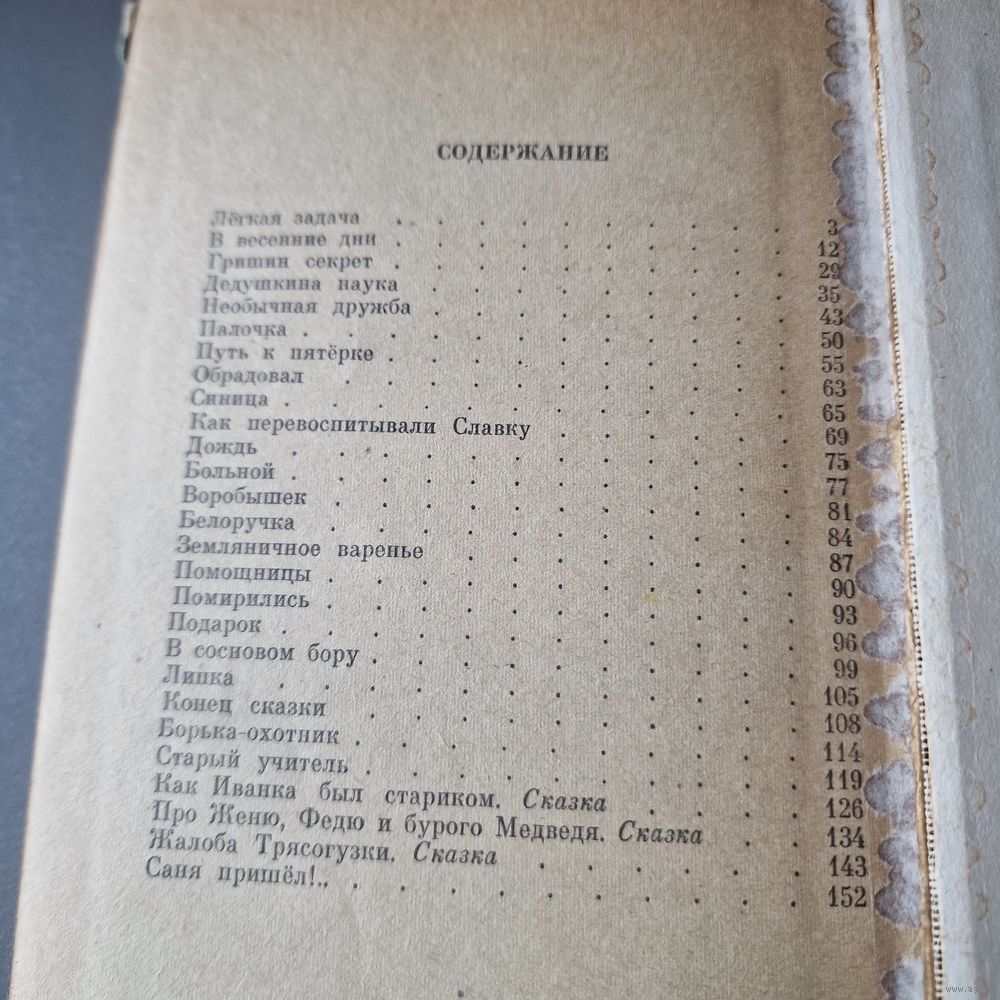 СОДЕРЖАНИЕ
Лёгкая задача . . . . . . . . . . 3
В весенние дни . . . . . . . . . . 12
Гришин секрет . . . . . . . . . . 29
Дедушкина наука . . . . . . . . . 35
Необычная дружба . . . . . . . . . 43
Палочка . . . . . . . . . . . . 50
Путь к пятёрке . . . . . . . . . . 55
Обрадовал . . . . . . . . . . . 63
Синица . . . . . . . . . . . . 65
Как перевоспитывали Славку . . . . . . 69
Дождь . . . . . . . . . . . . 75
Больной . . . . . . . . . . . . 77
Воробышек . . . . . . . . . . . 81
Белоручка . . . . . . . . . . . 84
Земляничное варенье . . . . . . . . 87
Помощницы . . . . . . . . . . . 90
Помирились . . . . . . . . . . . 93
Подарок . . . . . . . . . . . . 96
В сосновом бору . . . . . . . . . . 99
Липка . . . . . . . . . . . . 105
Конец сказки . . . . . . . . . . 108
Борька-охотник . . . . . . . . . . 114
Старый учитель . . . . . . . . . . 119
Как Иванка был стариком. Сказка . . . . 126
Про Женю, Федю и бурого Медведя. Сказка . . 134
Жалоба Трясогузки. Сказка . . . . . . 143
Саня пришёл!.. . . . . . . . . . . 152